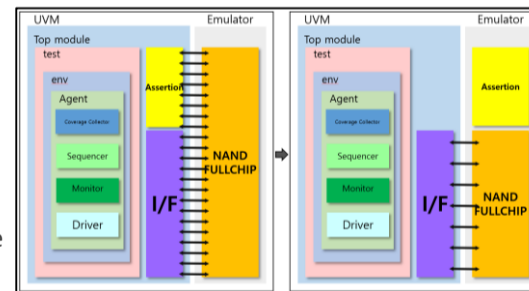 UVM
Emulator
Top module
test
env
Agent
Coverage Collector
Sequencer
Monitor
Driver
Assertion
I/F
NAND
FULLCHIP
UVM
Emulator
Top module
test
env
Agent
Coverage Collector
Sequencer
Monitor
Driver
I/F
Assertion
NAND
FULLCHIP
e